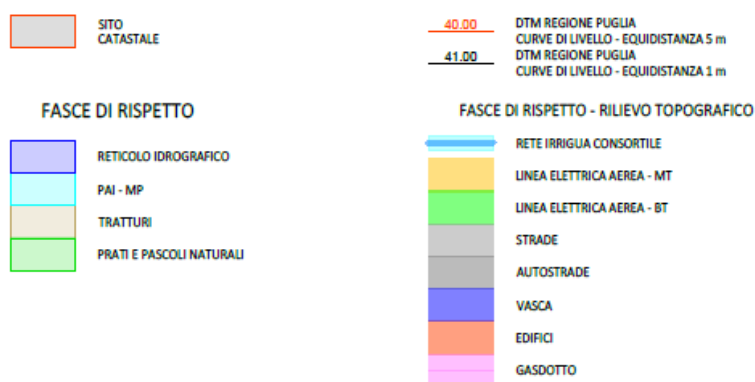 SITO
CATASTALE
40.00
DTM REGIONE PUGLIA
CURVE DI LIVELLO - EQUIDISTANZA 5 m
41.00
DTM REGIONE PUGLIA
CURVE DI LIVELLO - EQUIDISTANZA 1 m
FASCE DI RISPETTO
RETICOLO IDROGRAFICO
PAI - MP
TRATTURI
PRATI E PASCOLI NATURALI
FASCE DI RISPETTO - RILIEVO TOPOGRAFICO
RETE IRRIGUA CONSORTILE
LINEA ELETTRICA AEREA - MT
LINEA ELETTRICA AEREA - BT
STRADE
AUTOSTRADE
VASCA
EDIFICI
GASDOTTO